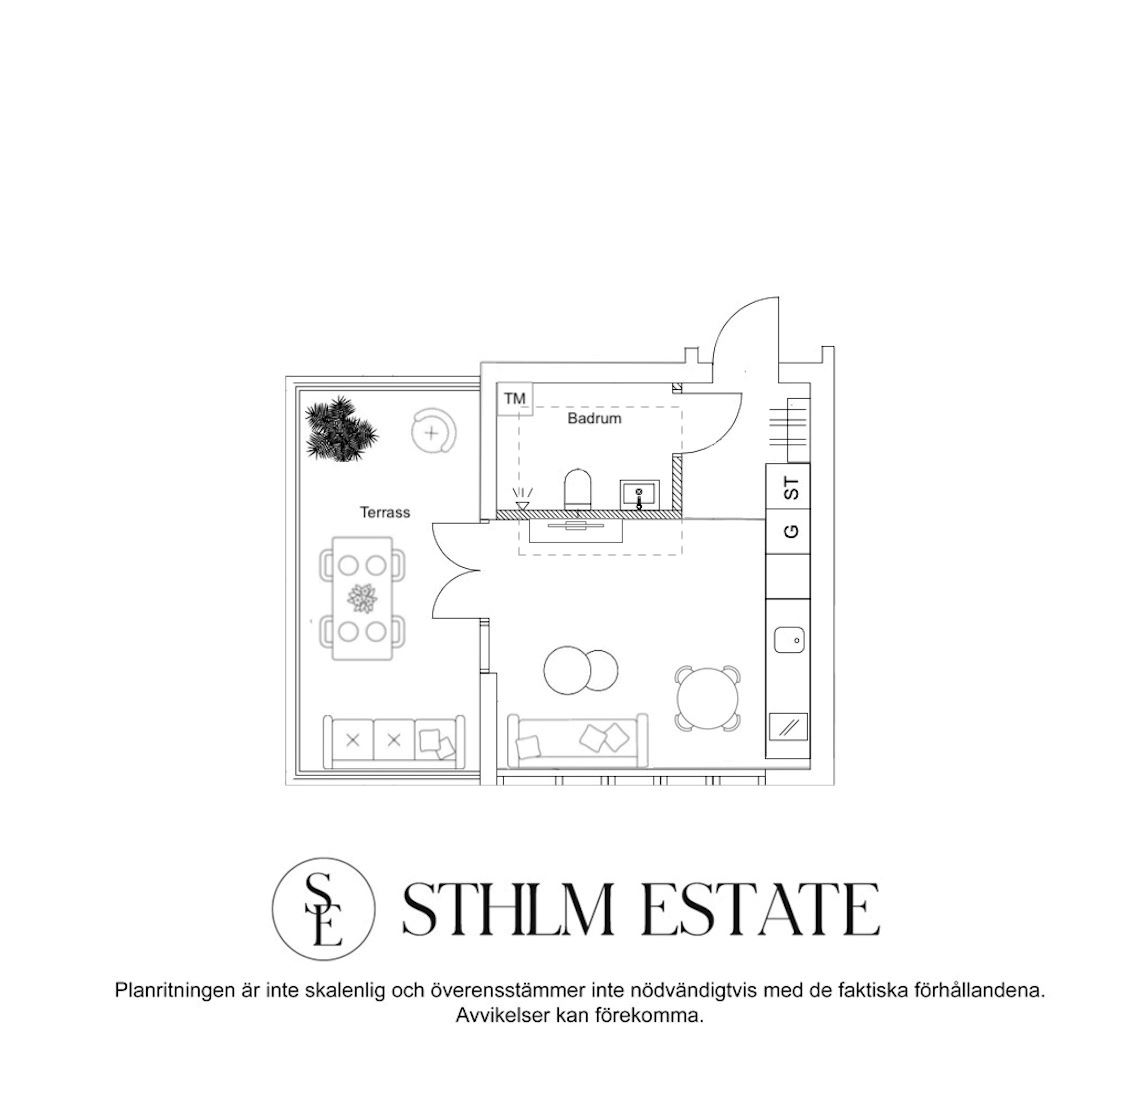 TM
Badrum
ST
Terrass
G
SE
STHLM ESTATE
Planritningen är inte skalenlig och överensstämmer inte nödvändigtvis med de faktiska förhållandena.
Avvikelser kan förekomma.